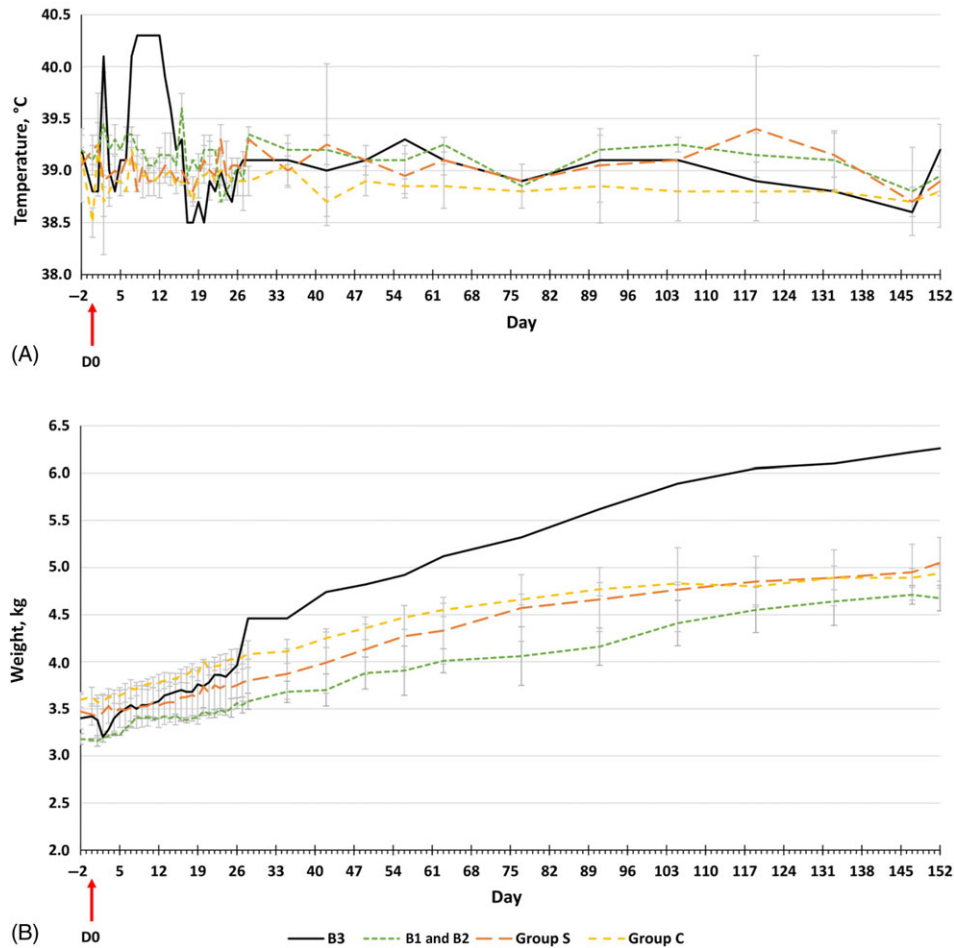 40.5
40.0
39.5
39.0
38.5
38.0
Temperature, °C
−2 5 12 19 26 33 40 47 54 61 68 75 82 89 96 103 110 117 124 131 138 145 152
Day
(A)
D0
6.5
6.0
5.5
5.0
4.5
4.0
3.5
3.0
2.5
2.0
Weight, kg
−2 5 12 19 26 33 40 47 54 61 68 75 82 89 96 103 110 117 124 131 138 145 152
Day
(B)
D0
B3 B1 and B2 Group S Group C